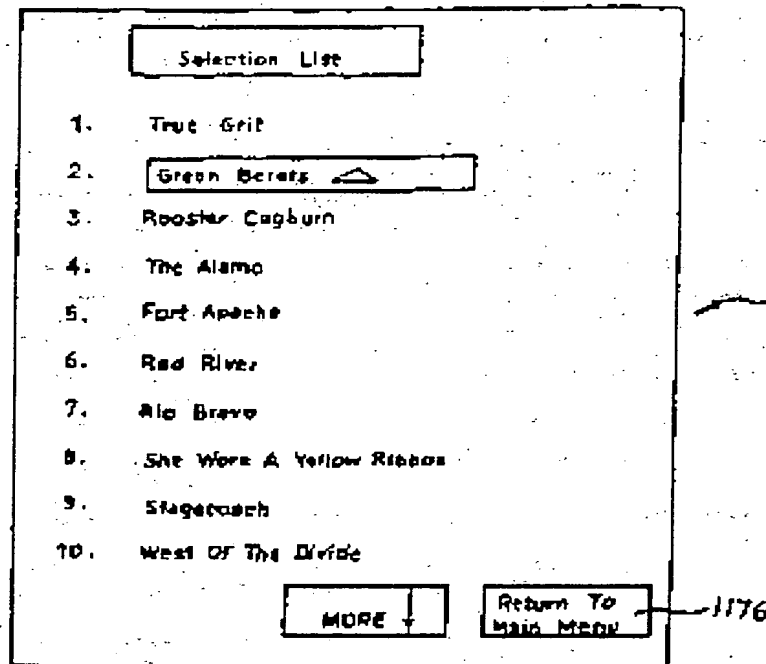 Selection List
1. True Grit
2. Green Berets
3. Rooster Cogburn
4. The Alamo
5. Fort Apache
6. Red River
7. Rio Bravo
8. She Wore A Yellow Ribbon
9. Stagecoach
10. West Of The Divide
MORE
Return To
Main Menu
1176